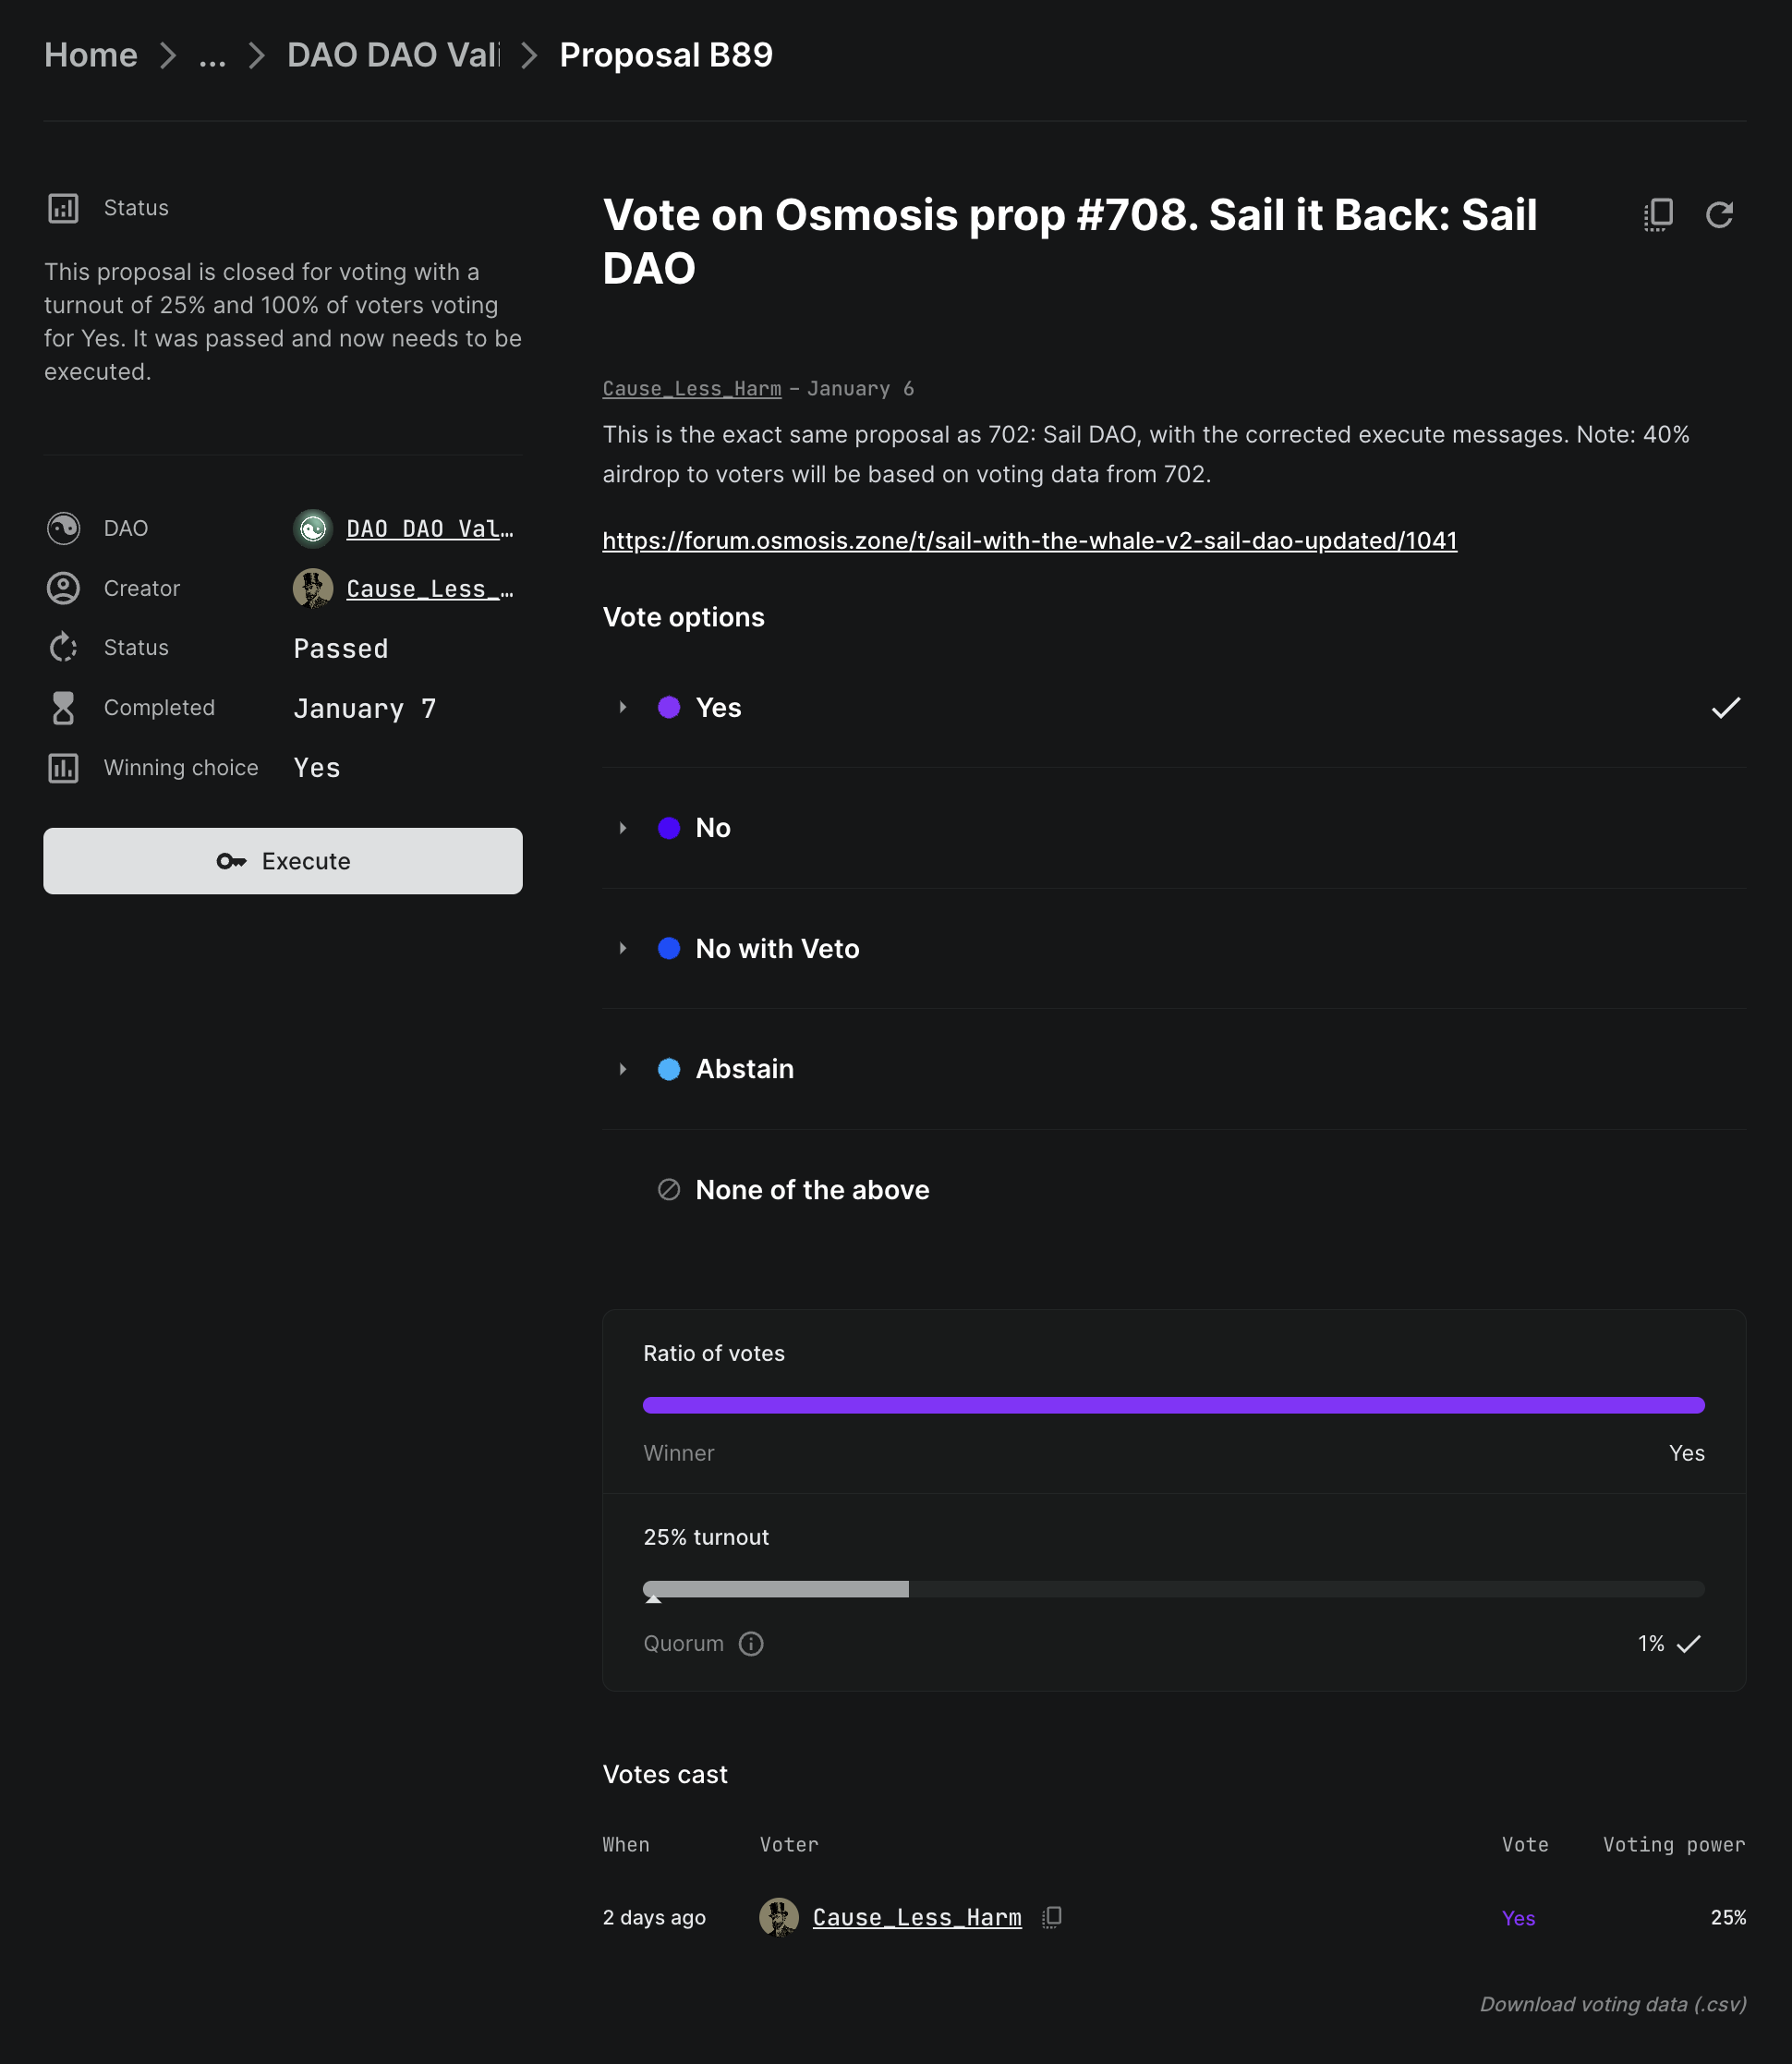 Home > ... > DAO DAO Vali > Proposal B89
Status
This proposal is closed for voting with a
turnout of 25% and 100% of voters voting
for Yes. It was passed and now needs to be
executed.
DAO DAO DAO Val…
Creator Cause_Less_…
Status Passed
Completed January 7
Winning choice Yes
Execute
Vote on Osmosis prop #708. Sail it Back: Sail
DAO
Cause_Less_Harm – January 6
This is the exact same proposal as 702: Sail DAO, with the corrected execute messages. Note: 40%
airdrop to voters will be based on voting data from 702.
https://forum.osmosis.zone/t/sail-with-the-whale-v2-sail-dao-updated/1041
Vote options
Yes
No
No with Veto
Abstain
None of the above
Ratio of votes
Winner Yes
25% turnout
Quorum 1%
Votes cast
When Voter Vote Voting power
2 days ago Cause_Less_Harm Yes 25%
Download voting data (.csv)